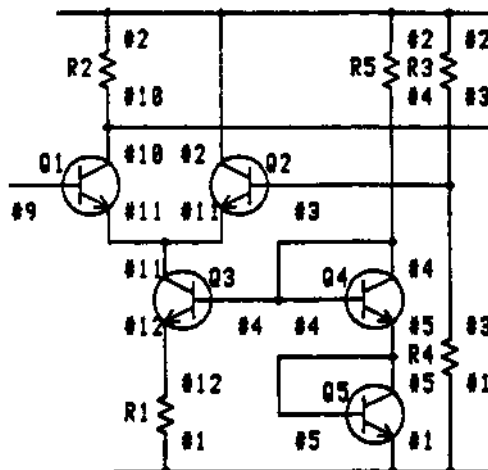 #2 #2 #2
R2 R5 R3
#10 #4 #3
#10 #2
Q1 Q2
#9 #11 #11 #3
#11 Q3 Q4 #4
#12 #4 #4 #5 #3
R4
#12 Q5 #5 #1
R1
#1 #5 #1